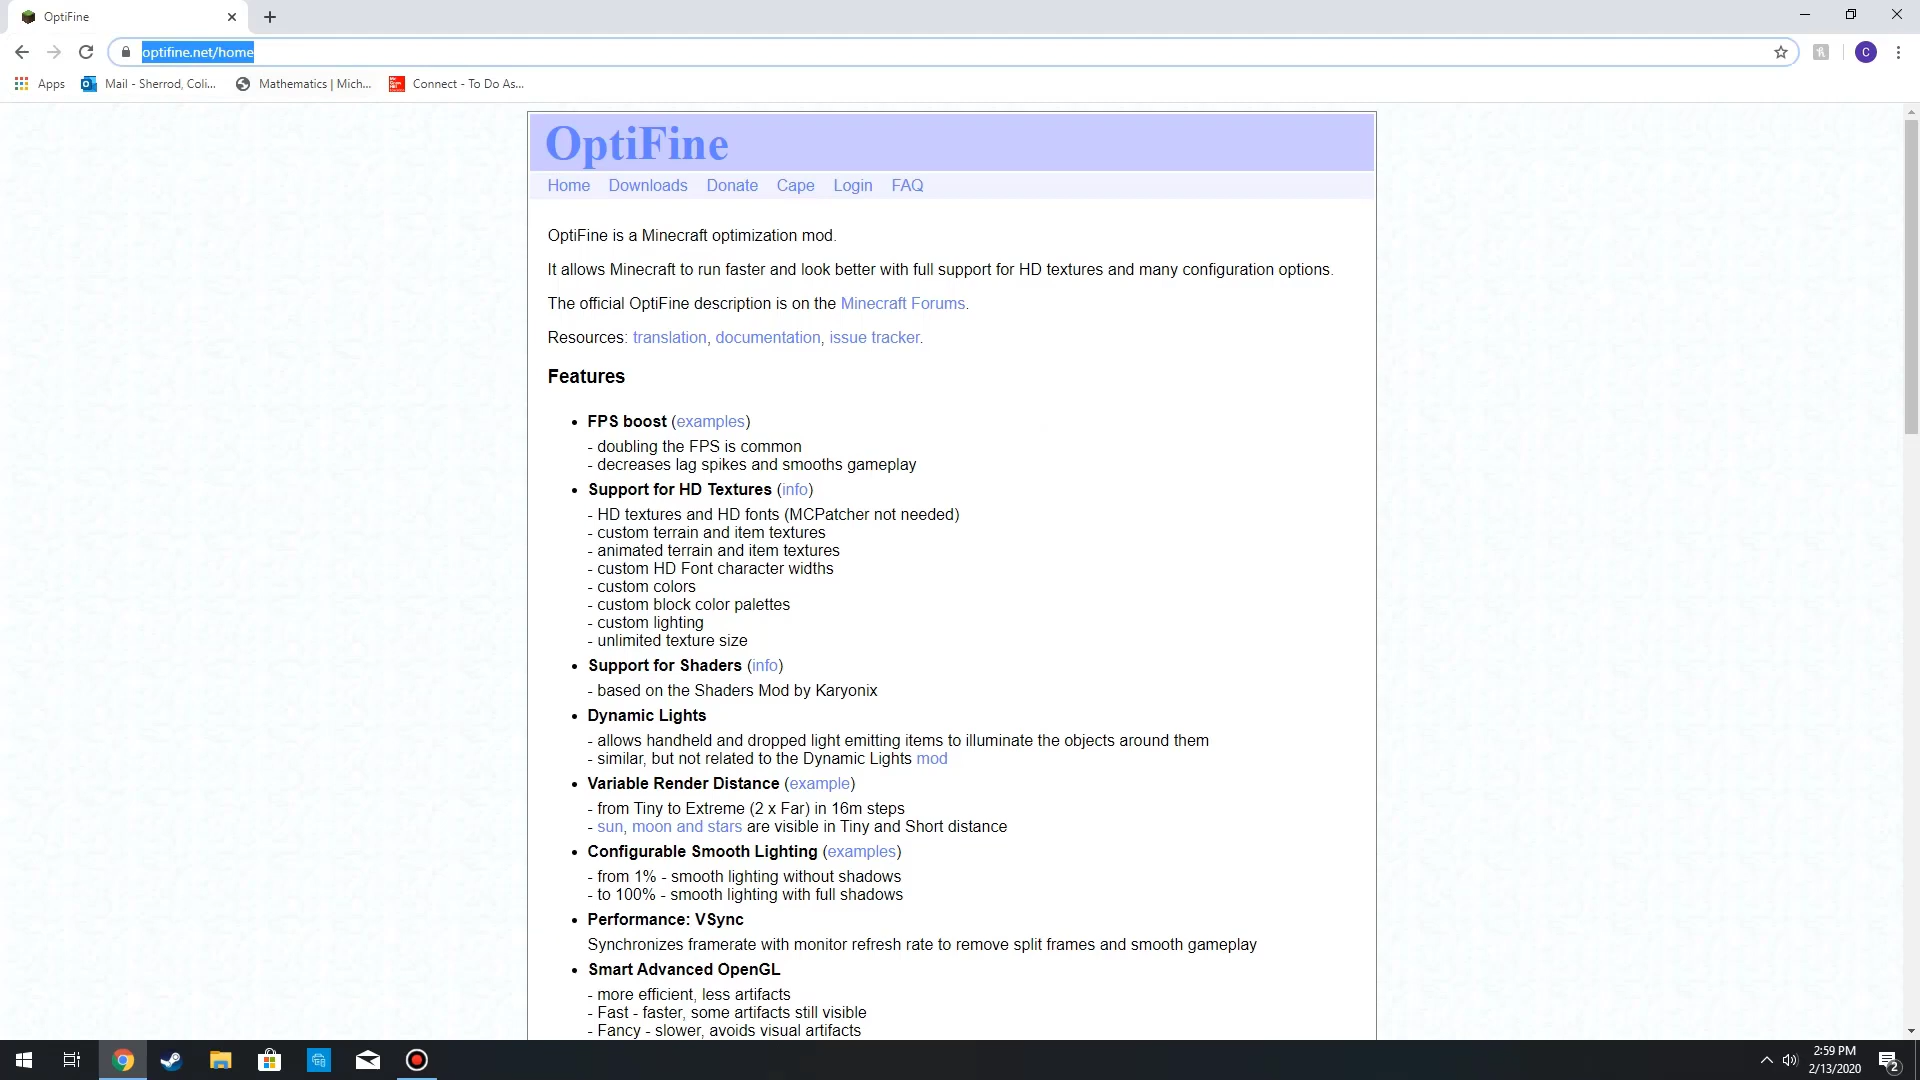 OptiFine
optifine.net/home
C
Apps
Mail - Sherrod, Coli...
Mathematics | Mich...
Connect - To Do As...
OptiFine
Home Downloads Donate Cape Login FAQ
OptiFine is a Minecraft optimization mod.
It allows Minecraft to run faster and look better with full support for HD textures and many configuration options.
The official OptiFine description is on the Minecraft Forums.
Resources: translation, documentation, issue tracker.
Features
• FPS boost (examples)
- doubling the FPS is common
- decreases lag spikes and smooths gameplay
• Support for HD Textures (info)
- HD textures and HD fonts (MCPatcher not needed)
- custom terrain and item textures
- animated terrain and item textures
- custom HD Font character widths
- custom colors
- custom block color palettes
- custom lighting
- unlimited texture size
• Support for Shaders (info)
- based on the Shaders Mod by Karyonix
• Dynamic Lights
- allows handheld and dropped light emitting items to illuminate the objects around them
- similar, but not related to the Dynamic Lights mod
• Variable Render Distance (example)
- from Tiny to Extreme (2 x Far) in 16m steps
- sun, moon and stars are visible in Tiny and Short distance
• Configurable Smooth Lighting (examples)
- from 1% - smooth lighting without shadows
- to 100% - smooth lighting with full shadows
• Performance: VSync
Synchronizes framerate with monitor refresh rate to remove split frames and smooth gameplay
• Smart Advanced OpenGL
- more efficient, less artifacts
- Fast - faster, some artifacts still visible
- Fancy - slower, avoids visual artifacts
2:59 PM
2/13/2020
2